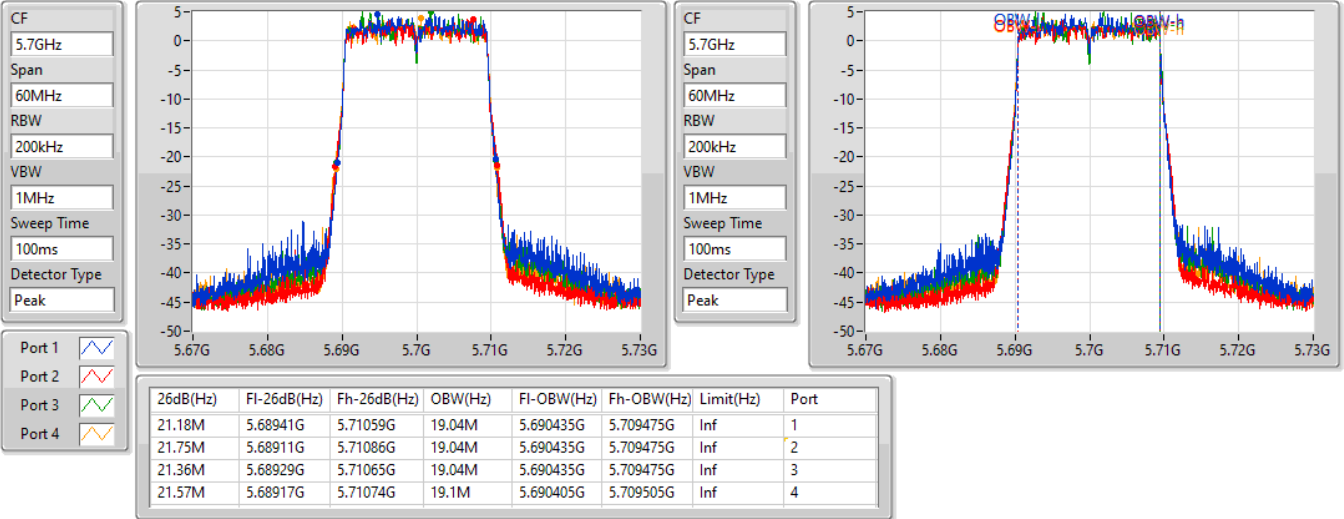 CF
5.7GHz
Span
60MHz
RBW
200kHz
VBW
1MHz
Sweep Time
100ms
Detector Type
Peak
Port 1
Port 2
Port 3
Port 4
5
0
-5
-10
-15
-20
-25
-30
-35
-40
-45
-50
5.67G 5.68G 5.69G 5.7G 5.71G 5.72G 5.73G
CF
5.7GHz
Span
60MHz
RBW
200kHz
VBW
1MHz
Sweep Time
100ms
Detector Type
Peak
5
0
-5
-10
-15
-20
-25
-30
-35
-40
-45
-50
OBW-h
5.67G 5.68G 5.69G 5.7G 5.71G 5.72G 5.73G
26dB(Hz) Fl-26dB(Hz) Fh-26dB(Hz) OBW(Hz) Fl-OBW(Hz) Fh-OBW(Hz) Limit(Hz) Port
21.18M 5.68941G 5.71059G 19.04M 5.690435G 5.709475G Inf 1
21.75M 5.68911G 5.71086G 19.04M 5.690435G 5.709475G Inf 2
21.36M 5.68929G 5.71065G 19.04M 5.690435G 5.709475G Inf 3
21.57M 5.68917G 5.71074G 19.1M 5.690405G 5.709505G Inf 4